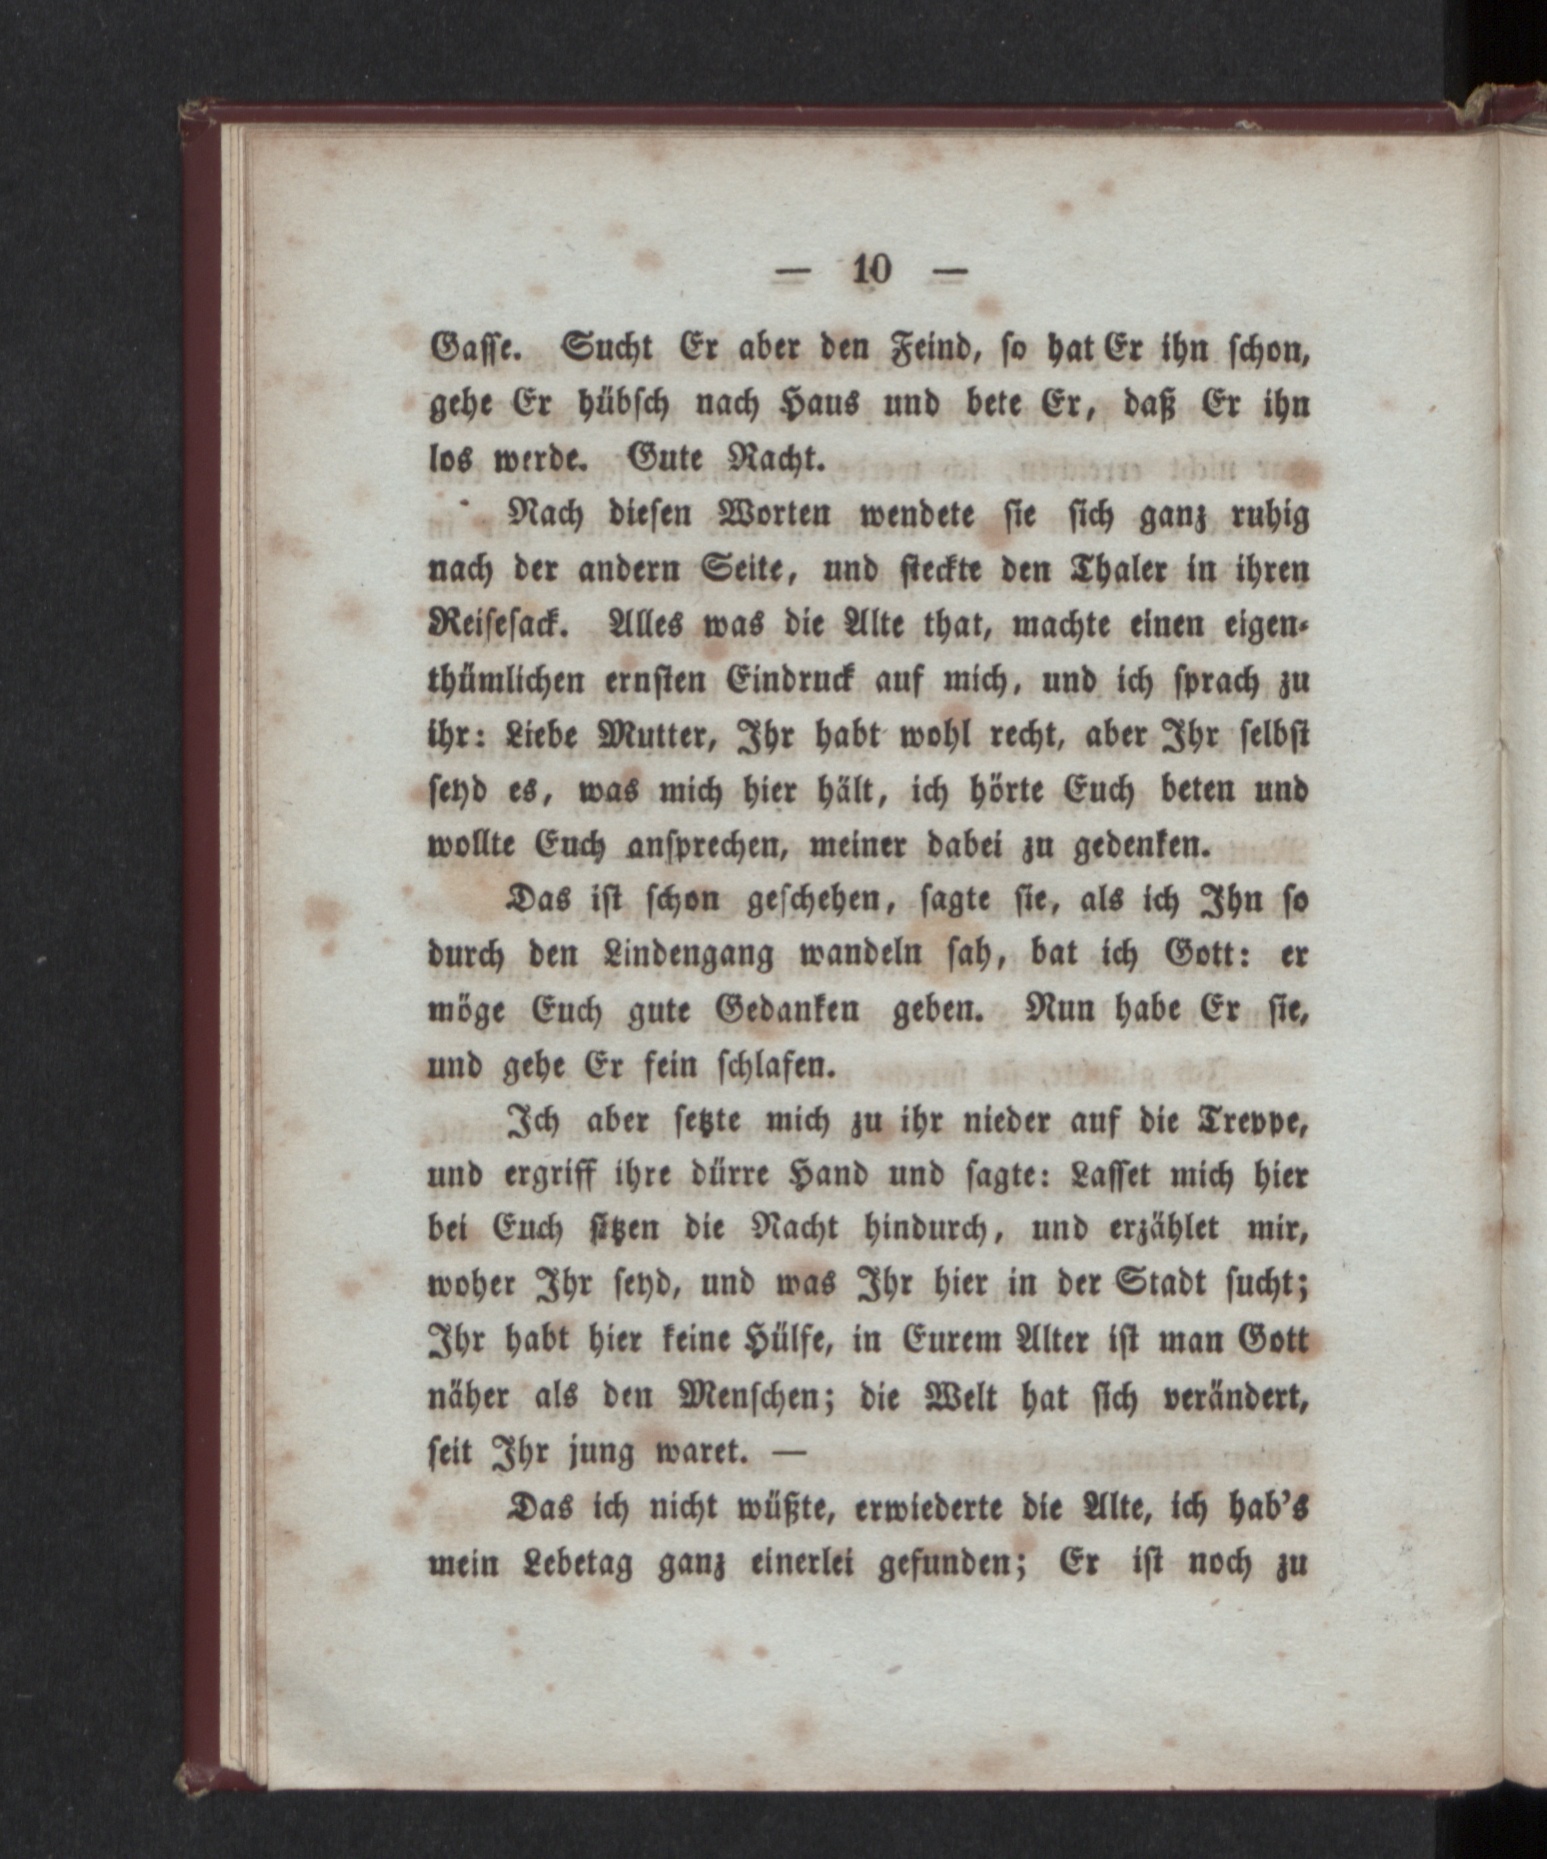 — 10 —
Gasse. Sucht Er aber den Feind, so hat Er ihn schon,
gehe Er hübsch nach Haus und bete Er, daß Er ihn
los werde. Gute Nacht.
Nach diesen Worten wendete sie sich ganz ruhig
nach der andern Seite, und steckte den Thaler in ihren
Reisesack. Alles was die Alte that, machte einen eigen-
thümlichen ernsten Eindruck auf mich, und ich sprach zu
ihr: Liebe Mutter, Ihr habt wohl recht, aber Ihr selbst
seyd es, was mich hier hält, ich hörte Euch beten und
wollte Euch ansprechen, meiner dabei zu gedenken.
Das ist schon geschehen, sagte sie, als ich Ihn so
durch den Lindengang wandeln sah, bat ich Gott: er
möge Euch gute Gedanken geben. Nun habe Er sie,
und gehe Er fein schlafen.
Ich aber setzte mich zu ihr nieder auf die Treppe,
und ergriff ihre dürre Hand und sagte: Lasset mich hier
bei Euch sitzen die Nacht hindurch, und erzählet mir,
woher Ihr seyd, und was Ihr hier in der Stadt sucht;
Ihr habt hier keine Hülfe, in Eurem Alter ist man Gott
näher als den Menschen; die Welt hat sich verändert,
seit Ihr jung waret. —
Das ich nicht wüßte, erwiederte die Alte, ich hab's
mein Lebetag ganz einerlei gefunden; Er ist noch zu